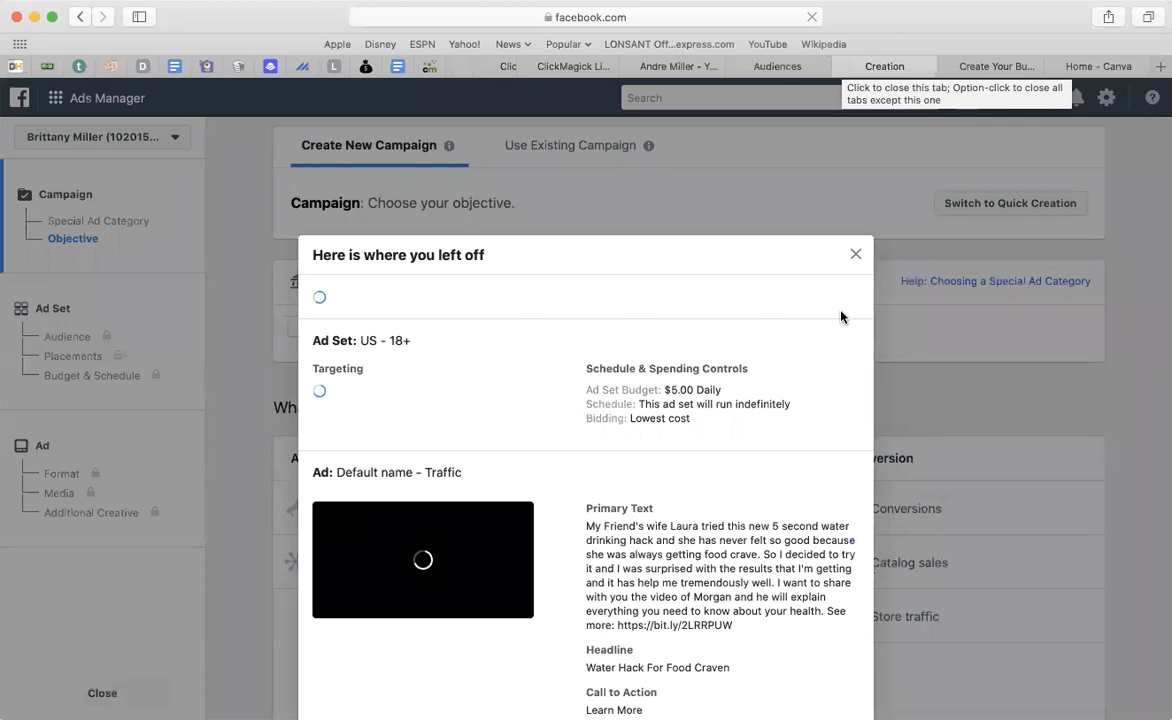 facebook.com
Apple Disney ESPN Yahoo! News Popular LONSANT Off...express.com YouTube Wikipedia
Clic ClickMagick Li... Andre Miller - Y... Audiences Creation Create Your Bu... Home – Canva
Click to close this tab; Option-click to close all
tabs except this one
Ads Manager
Search
Brittany Miller (102015...
Create New Campaign
Use Existing Campaign
Campaign
Campaign: Choose your objective.
Switch to Quick Creation
Special Ad Category
Objective
Here is where you left off
Help: Choosing a Special Ad Category
Ad Set
Audience
Placements
Budget & Schedule
Ad Set: US - 18+
Targeting
Schedule & Spending Controls
Ad Set Budget: $5.00 Daily
Schedule: This ad set will run indefinitely
Bidding: Lowest cost
Wha
A
version
Ad
Format
Media
Additional Creative
Ad: Default name - Traffic
Conversions
Catalog sales
Store traffic
Primary Text
My Friend's wife Laura tried this new 5 second water
drinking hack and she has never felt so good because
she was always getting food crave. So I decided to try
it and I was surprised with the results that I'm getting
and it has help me tremendously well. I want to share
with you the video of Morgan and he will explain
everything you need to know about your health. See
more: https://bit.ly/2LRRPUW
Headline
Water Hack For Food Craven
Call to Action
Learn More
Close